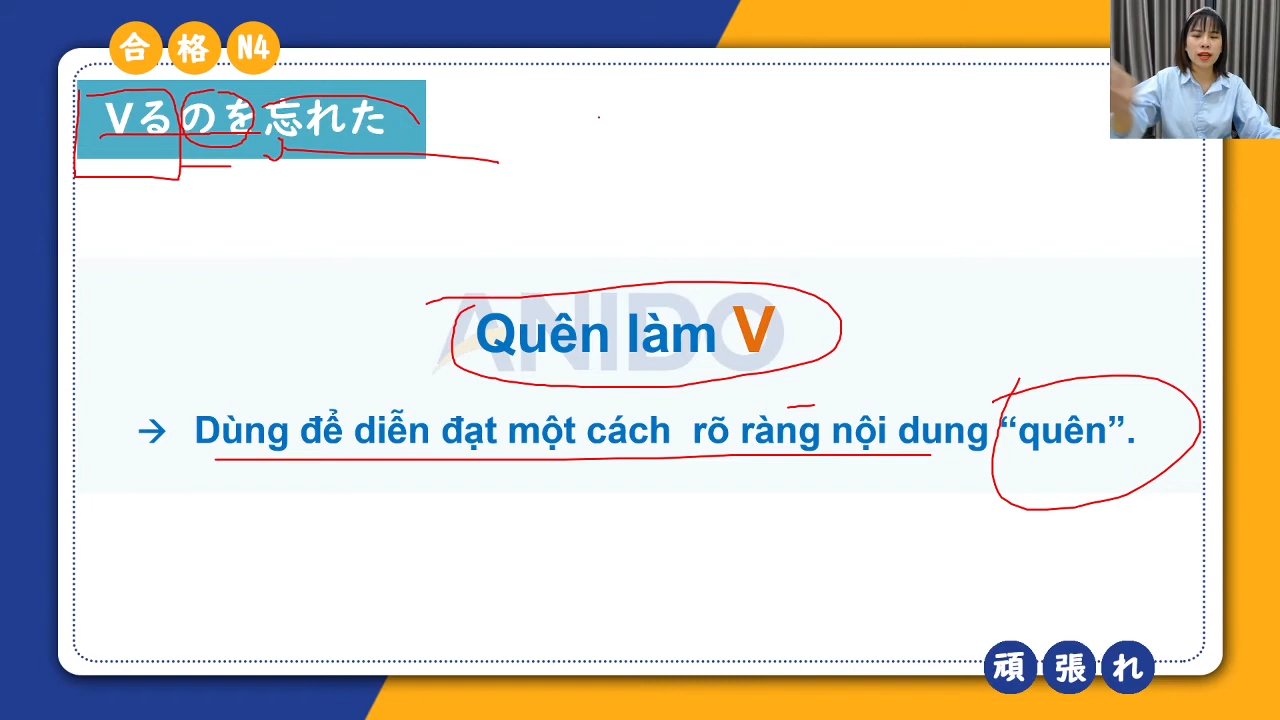 合格N4
Vるのを忘れた
ANIDO
Quên làm V
→ Dùng để diễn đạt một cách rõ ràng nội dung “quên”.
頑張れ